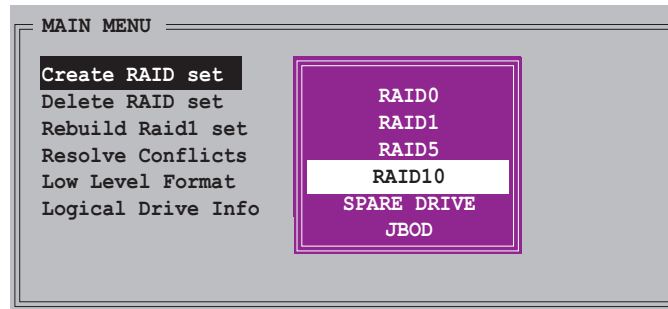 MAIN MENU
Create RAID set
Delete RAID set
Rebuild Raid1 set
Resolve Conflicts
Low Level Format
Logical Drive Info
RAID0
RAID1
RAID5
RAID10
SPARE DRIVE
JBOD